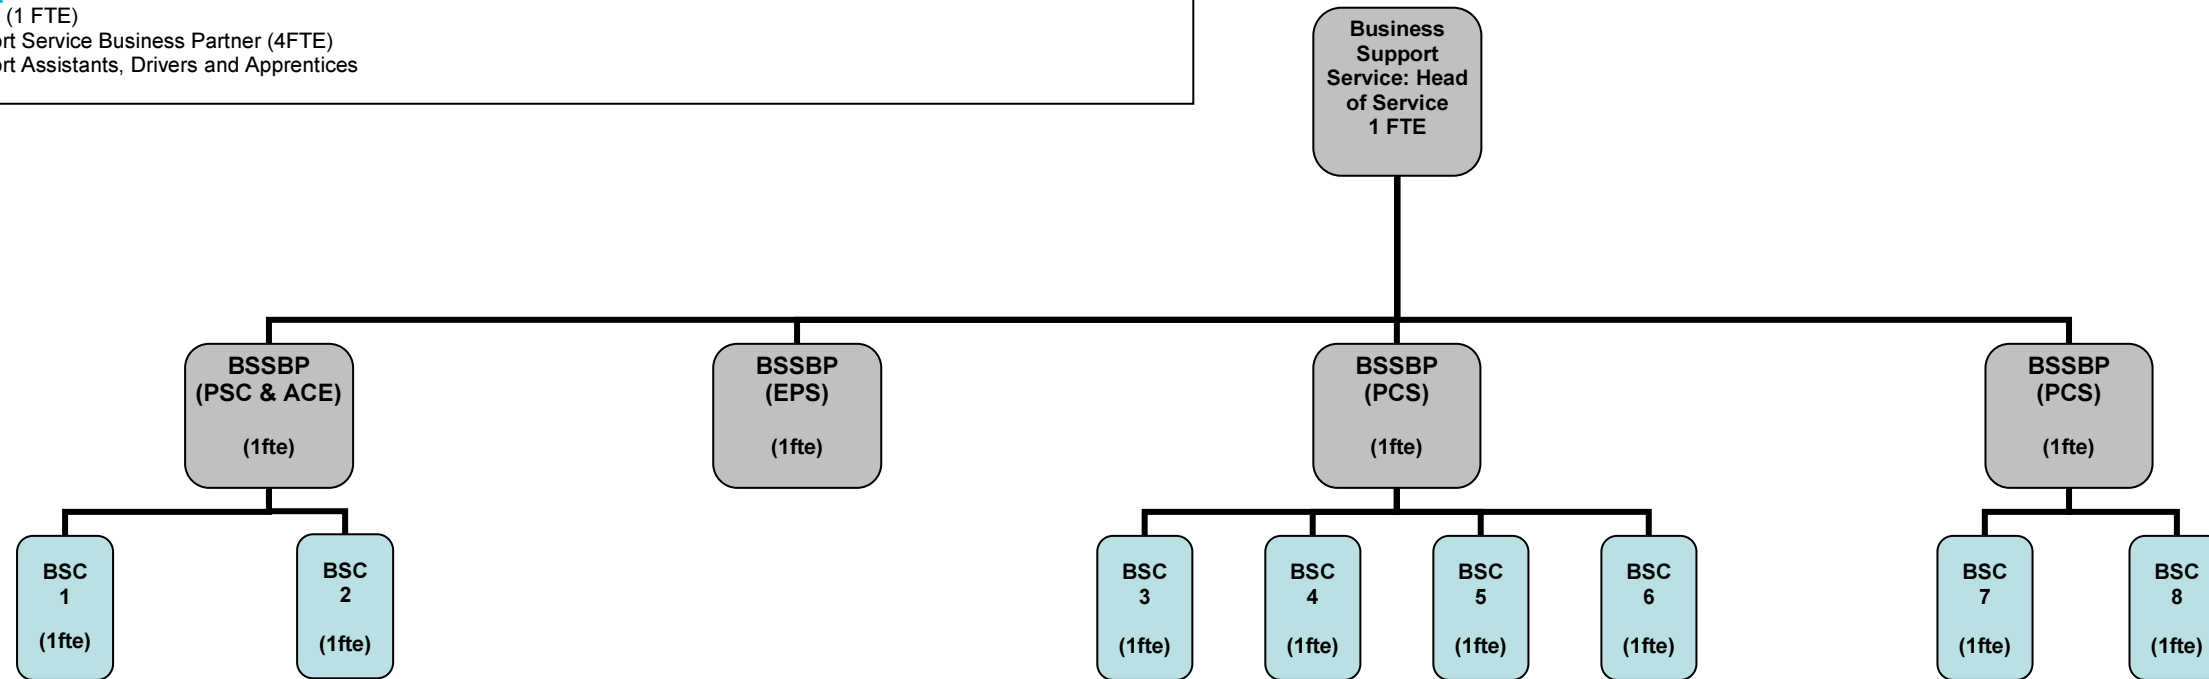 (1 FTE)
Service Business Partner (4FTE)
Assistants, Drivers and Apprentices
Business
Support
Service: Head
of Service
1 FTE
BSSBP
(PSC & ACE)
(1fte)
BSSBP
(EPS)
(1fte)
BSSBP
(PCS)
(1fte)
BSSBP
(PCS)
(1fte)
BSC
1
(1fte)
BSC
2
(1fte)
BSC
3
(1fte)
BSC
4
(1fte)
BSC
5
(1fte)
BSC
6
(1fte)
BSC
7
(1fte)
BSC
8
(1fte)